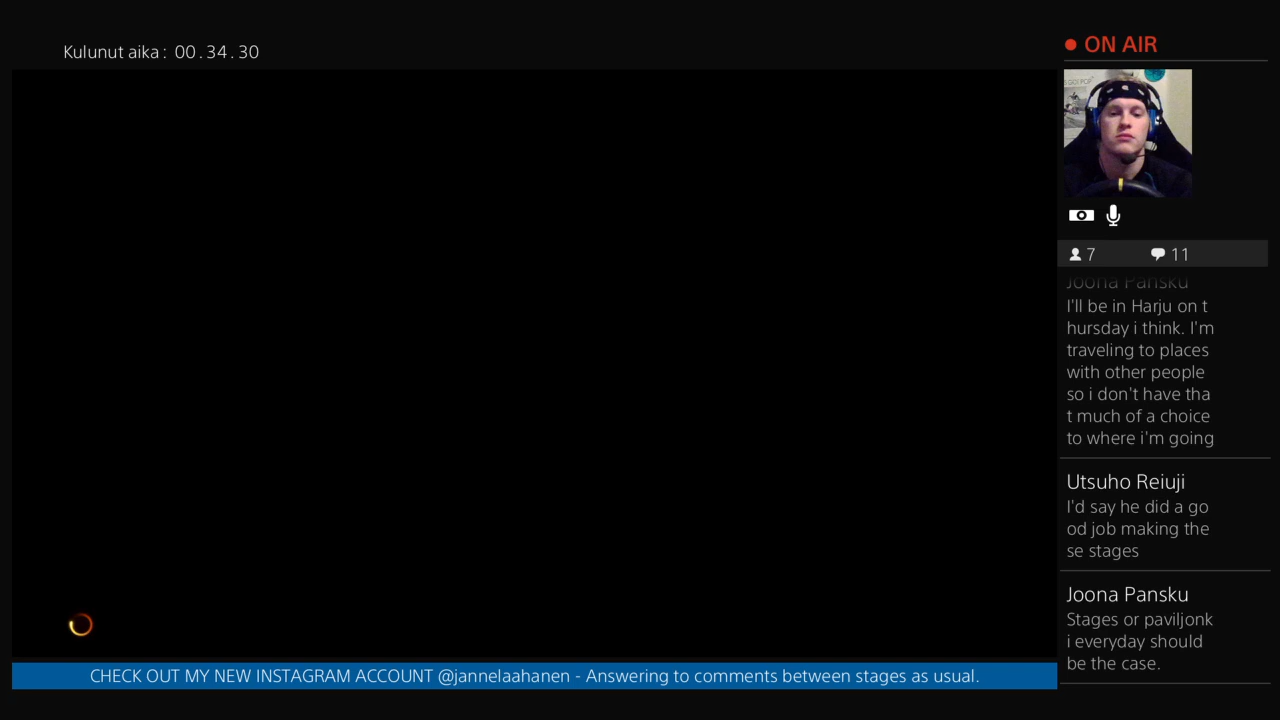 Kulunut aika : 00 . 34 . 30
ON AIR
7
11
Joona Pansku
I'll be in Harju on t
hursday i think. I'm
traveling to places
with other people
so i don't have tha
t much of a choice
to where i'm going
Utsuho Reiuji
I'd say he did a go
od job making the
se stages
Joona Pansku
Stages or paviljonk
i everyday should
be the case.
CHECK OUT MY NEW INSTAGRAM ACCOUNT @jannelaahanen - Answering to comments between stages as usual.